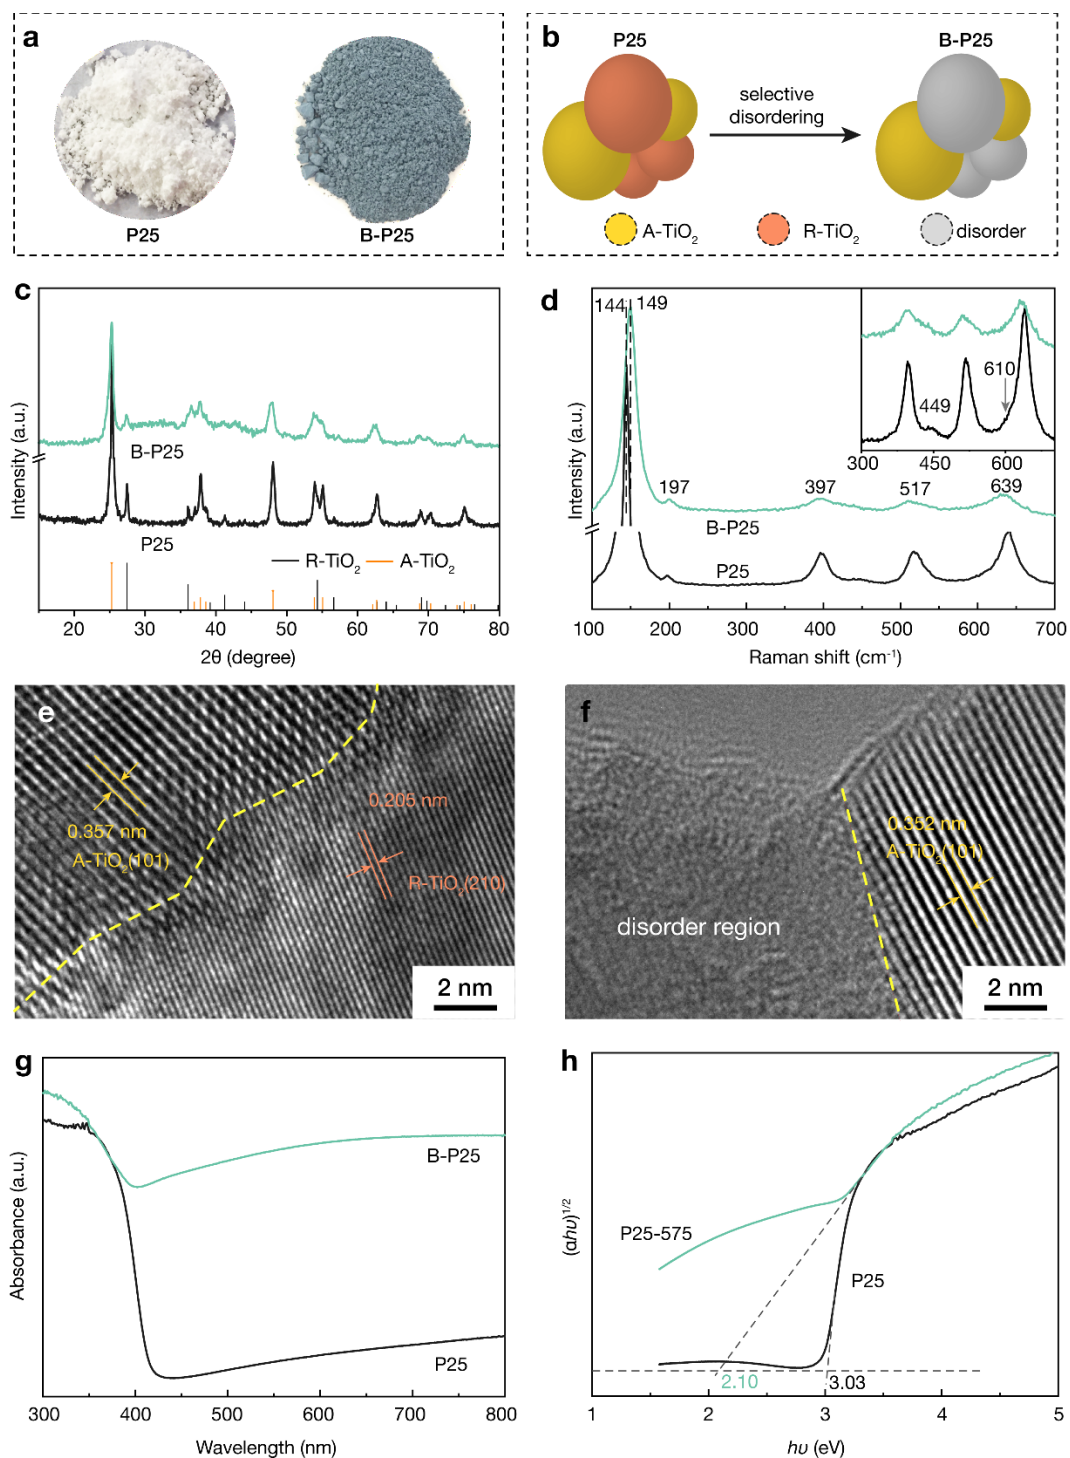 a
P25
B-P25
b
P25
B-P25
selective
disordering
A-TiO₂
R-TiO₂
disorder
c
Intensity (a.u.)
B-P25
P25
R-TiO₂
A-TiO₂
20 30 40 50 60 70 80
2θ (degree)
d
144
149
610
449
300 450 600
Intensity (a.u.)
197
397
517
639
B-P25
P25
100 200 300 400 500 600 700
Raman shift (cm⁻¹)
e
0.357 nm
A-TiO₂(101)
0.205 nm
R-TiO₂(210)
2 nm
f
0.352 nm
A-TiO₂(101)
disorder region
2 nm
g
Absorbance (a.u.)
B-P25
P25
300 400 500 600 700 800
Wavelength (nm)
h
(αhυ)¹/²
P25-575
P25
2.10
3.03
1 2 3 4 5
hυ (eV)